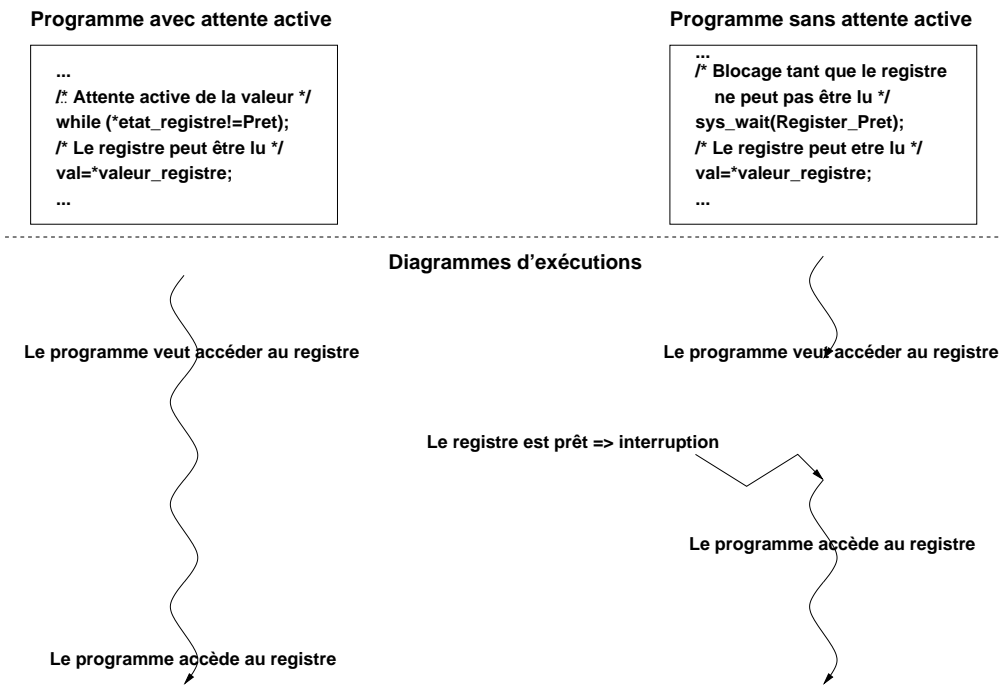 Programme avec attente active
...
/* Attente active de la valeur */
while (*etat_registre!=Pret);
/* Le registre peut être lu */
val=*valeur_registre;
...
Programme sans attente active
...
/* Blocage tant que le registre
ne peut pas être lu */
sys_wait(Register_Pret);
/* Le registre peut etre lu */
val=*valeur_registre;
...
Diagrammes d’exécutions
Le programme veut accéder au registre
Le programme accède au registre
Le programme veut accéder au registre
Le registre est prêt => interruption
Le programme accède au registre